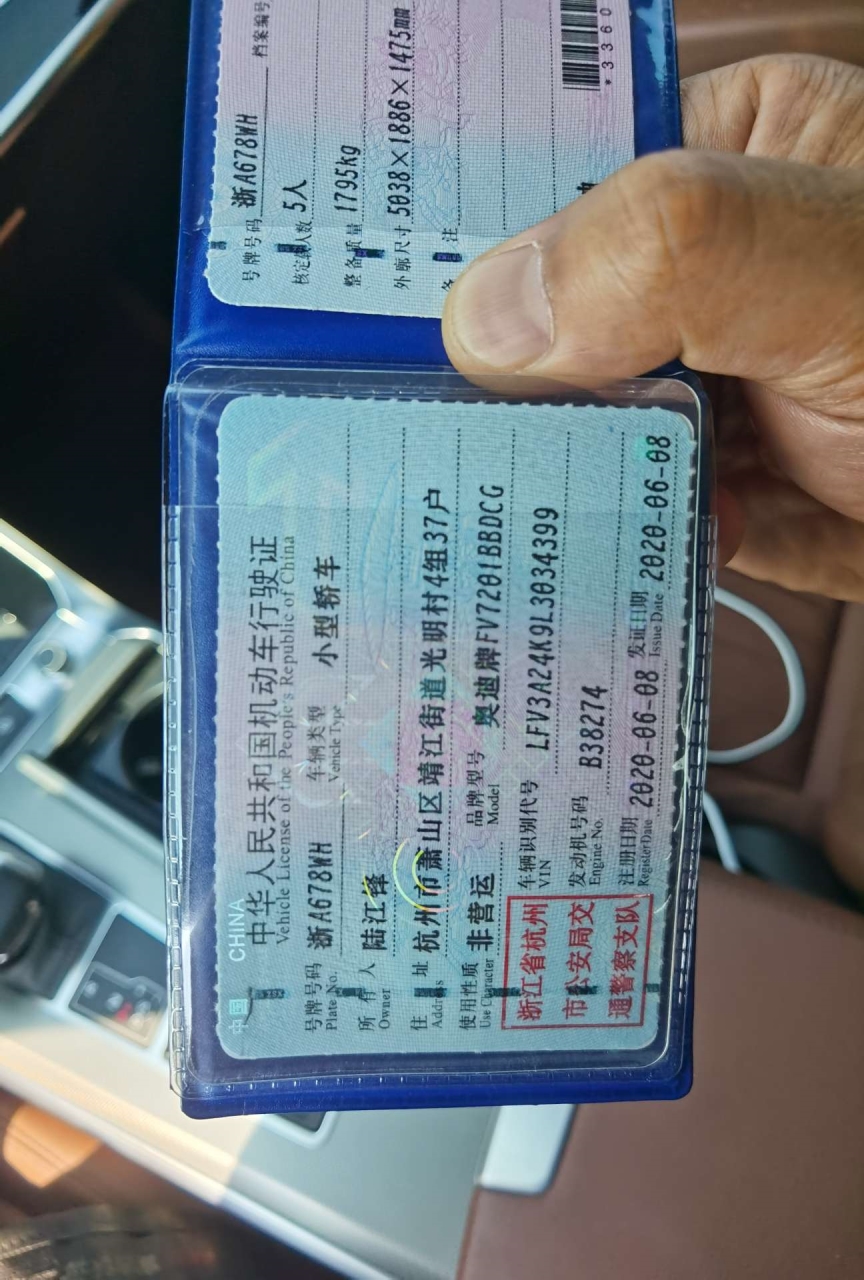 中国 CHINA
中华人民共和国机动车行驶证
Vehicle License of the People's Republic of China
号牌号码 浙A678WH 车辆类型 小型轿车
Plate No. Vehicle Type
所有人 陆江锋
Owner
住址 杭州市萧山区靖江街道光明村4组37户
Address
使用性质 非营运 品牌型号 奥迪牌FV7201BBDCG
Use Character Model
浙江省杭州
市公安局交
通警察支队
车辆识别代号 LFV3A24K9L3034399
VIN
发动机号码 B38274
Engine No.
注册日期 2020-06-08 发证日期 2020-06-08
Register Date Issue Date
号牌号码 浙A678WH 档案编号
核定载人数 5人
整备质量 1795kg
外廓尺寸 5038×1886×1475mm
备注
*3360